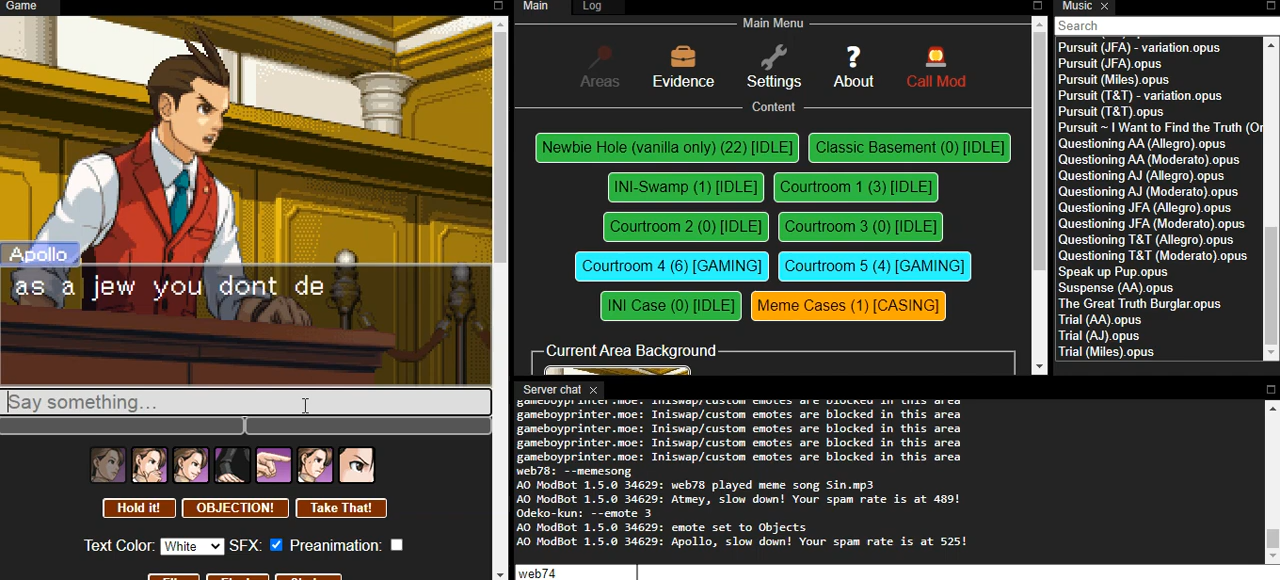 Game
Apollo
as a jew you dont de
Say something...
Hold it!
OBJECTION!
Take That!
Text Color:
White
SFX:
Preanimation:
Main
Log
Main Menu
Areas
Evidence
Settings
About
Call Mod
Content
Newbie Hole (vanilla only) (22) [IDLE]
Classic Basement (0) [IDLE]
INI-Swamp (1) [IDLE]
Courtroom 1 (3) [IDLE]
Courtroom 2 (0) [IDLE]
Courtroom 3 (0) [IDLE]
Courtroom 4 (6) [GAMING]
Courtroom 5 (4) [GAMING]
INI Case (0) [IDLE]
Meme Cases (1) [CASING]
Current Area Background
Music
Search
Pursuit (JFA) - variation.opus
Pursuit (JFA).opus
Pursuit (Miles).opus
Pursuit (T&T) - variation.opus
Pursuit (T&T).opus
Pursuit ~ I Want to Find the Truth (Or
Questioning AA (Allegro).opus
Questioning AA (Moderato).opus
Questioning AJ (Allegro).opus
Questioning AJ (Moderato).opus
Questioning JFA (Allegro).opus
Questioning JFA (Moderato).opus
Questioning T&T (Allegro).opus
Questioning T&T (Moderato).opus
Speak up Pup.opus
Suspense (AA).opus
The Great Truth Burglar.opus
Trial (AA).opus
Trial (AJ).opus
Trial (Miles).opus
Server chat
gameboyprinter.moe: Iniswap/custom emotes are blocked in this area
gameboyprinter.moe: Iniswap/custom emotes are blocked in this area
gameboyprinter.moe: Iniswap/custom emotes are blocked in this area
gameboyprinter.moe: Iniswap/custom emotes are blocked in this area
gameboyprinter.moe: Iniswap/custom emotes are blocked in this area
web78: --memesong
AO ModBot 1.5.0 34629: web78 played meme song Sin.mp3
AO ModBot 1.5.0 34629: Atmey, slow down! Your spam rate is at 489!
Odeko-kun: --emote 3
AO ModBot 1.5.0 34629: emote set to Objects
AO ModBot 1.5.0 34629: Apollo, slow down! Your spam rate is at 525!
web74